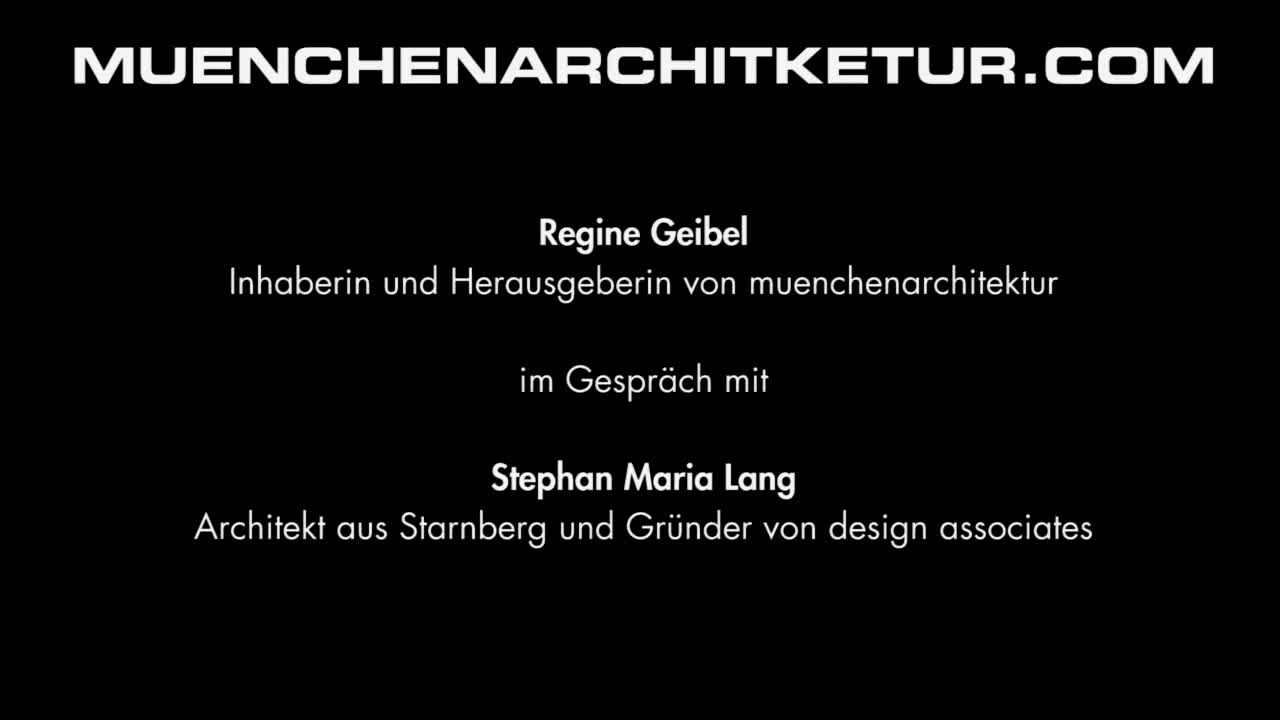 MUENCHENARCHITKETUR.COM
Regine Geibel
Inhaberin und Herausgeberin von muenchenarchitektur
im Gespräch mit
Stephan Maria Lang
Architekt aus Starnberg und Gründer von design associates